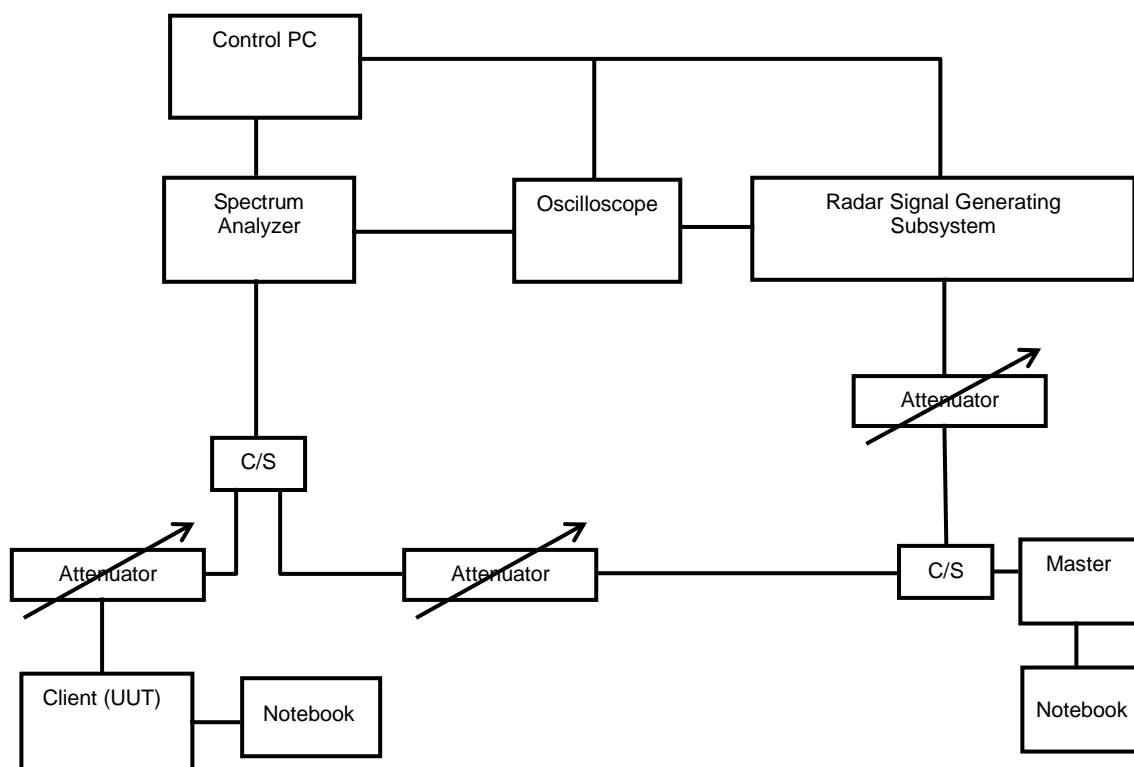 Control PC
Spectrum
Analyzer
Oscilloscope
Radar Signal Generating
Subsystem
Attenuator
C/S
Attenuator
Attenuator
C/S
Master
Client (UUT)
Notebook
Notebook